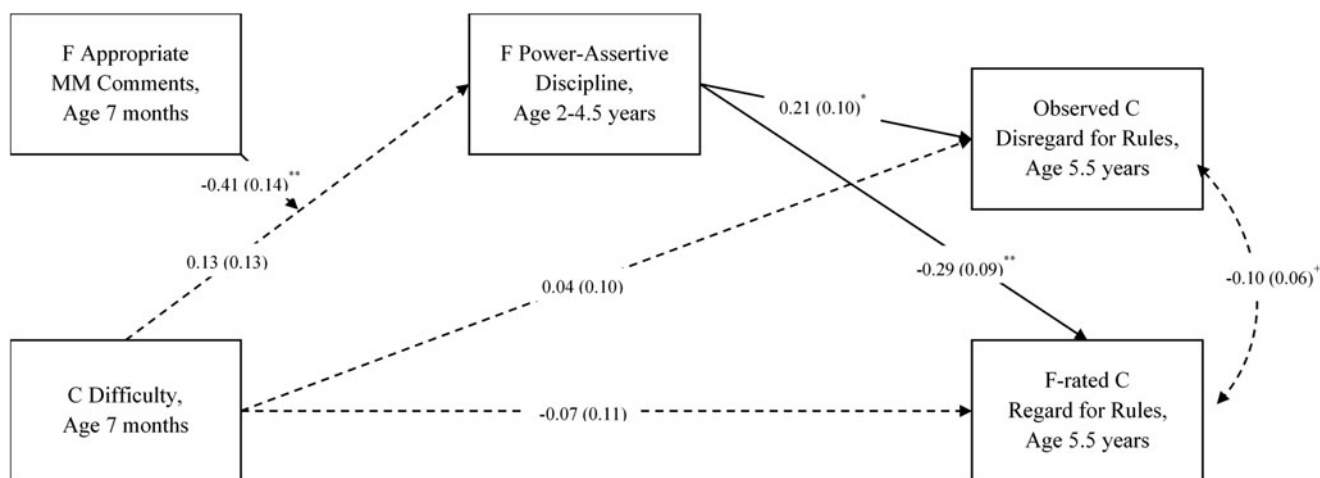 F Appropriate
MM Comments,
Age 7 months
F Power-Assertive
Discipline,
Age 2-4.5 years
Observed C
Disregard for Rules,
Age 5.5 years
0.21 (0.10)*
-0.41 (0.14)**
0.13 (0.13)
0.04 (0.10)
-0.29 (0.09)**
-0.10 (0.06)+
C Difficulty,
Age 7 months
-0.07 (0.11)
F-rated C
Regard for Rules,
Age 5.5 years